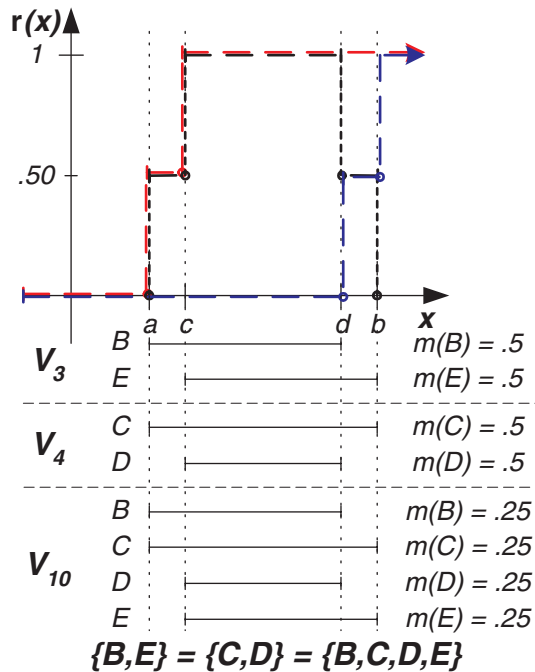 r(x)
1
.50
a c d b x
V3 B m(B) = .5
E m(E) = .5
V4 C m(C) = .5
D m(D) = .5
V10 B m(B) = .25
C m(C) = .25
D m(D) = .25
E m(E) = .25
{B,E} = {C,D} = {B,C,D,E}